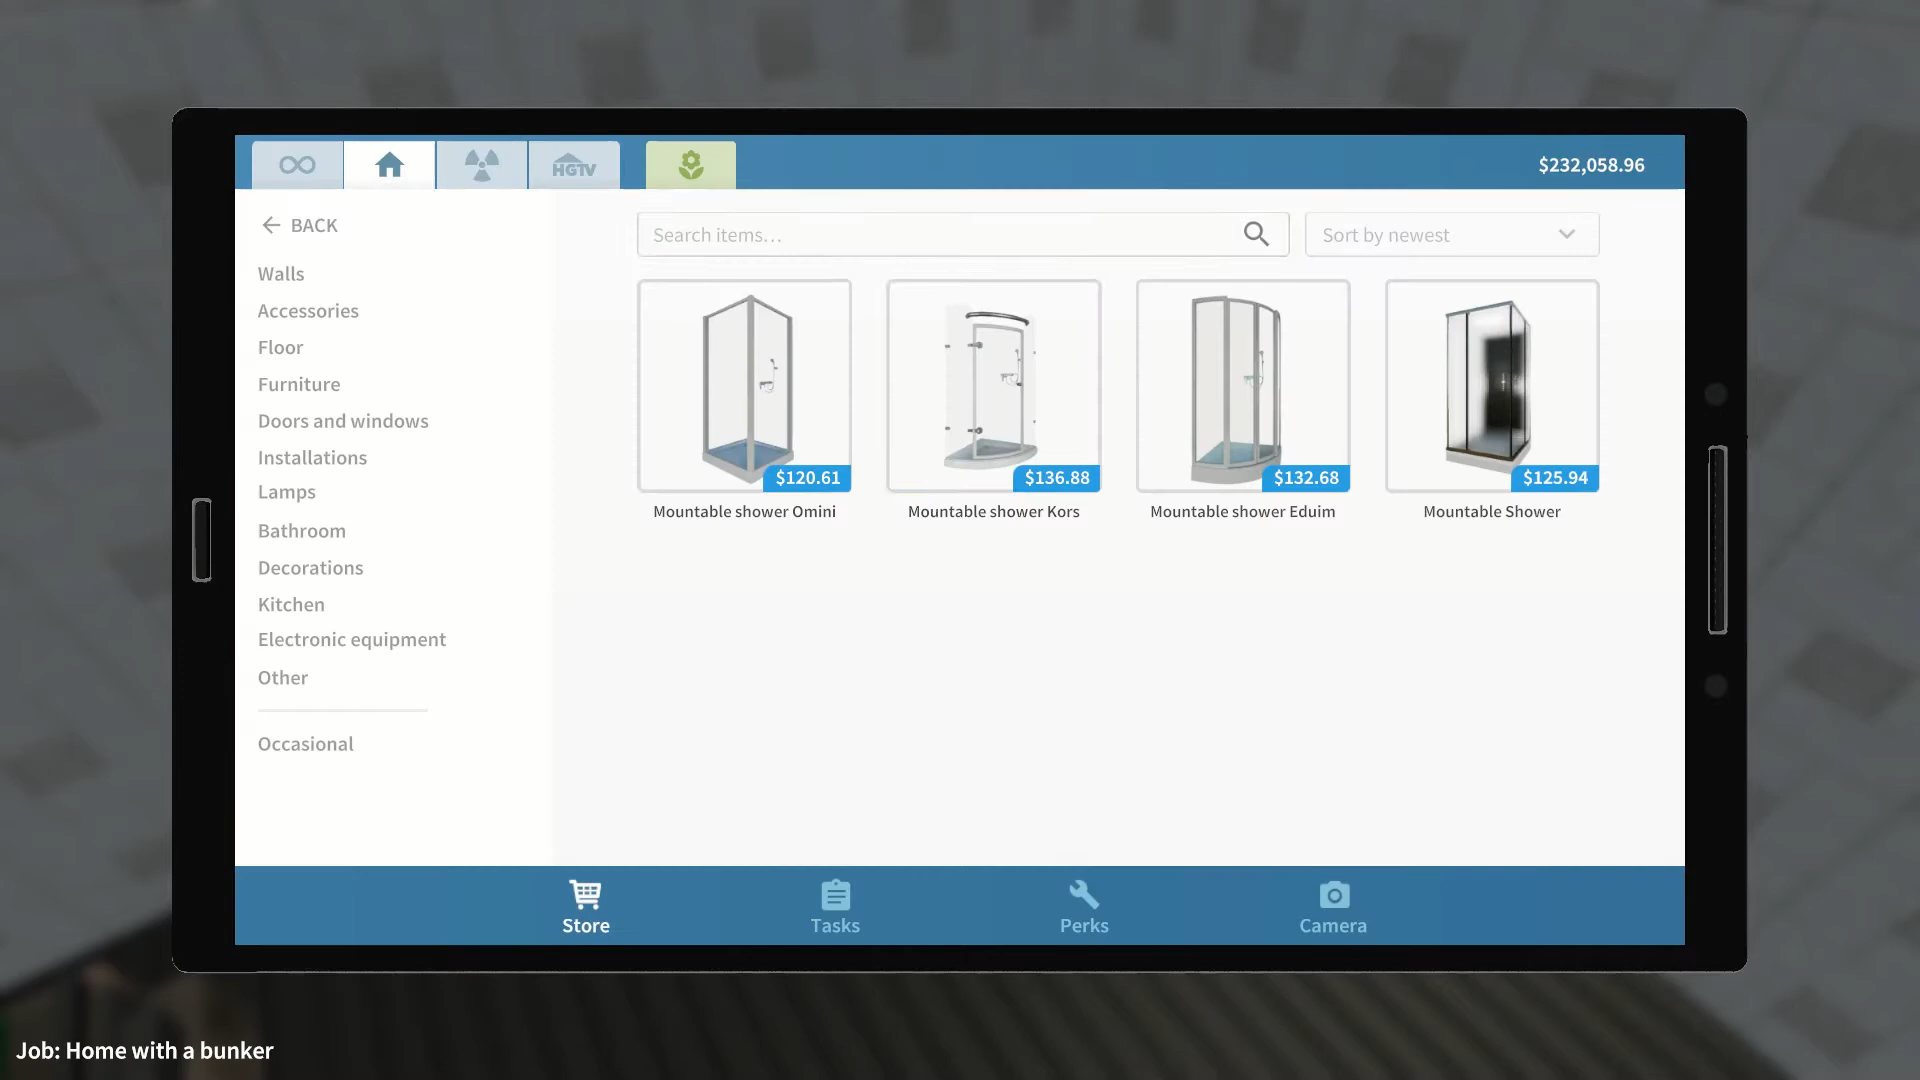 HGTV
$232,058.96
BACK
Search items...
Sort by newest
Walls
Accessories
Floor
Furniture
Doors and windows
Installations
Lamps
Bathroom
Decorations
Kitchen
Electronic equipment
Other
Occasional
$120.61
$136.88
$132.68
$125.94
Mountable shower Omini
Mountable shower Kors
Mountable shower Eduim
Mountable Shower
Store
Tasks
Perks
Camera
Job: Home with a bunker